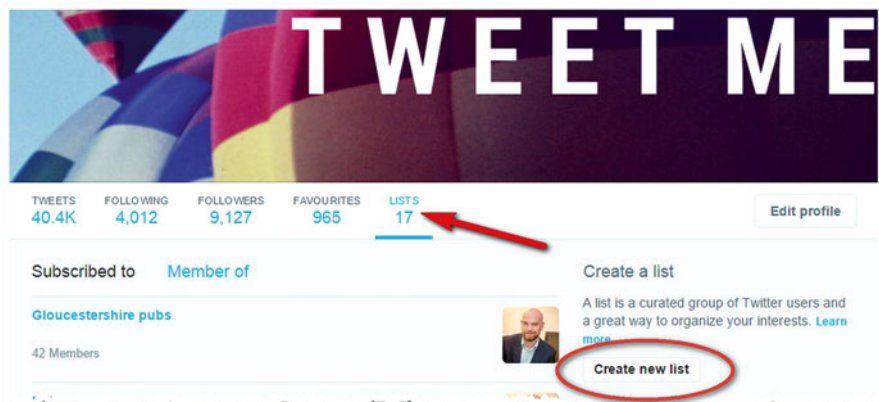 TWEET ME
TWEETS FOLLOWING FOLLOWERS FAVOURITES LISTS
40.4K 4,012 9,127 965 17
Edit profile
Subscribed to Member of
Gloucestershire pubs
42 Members
Create a list
A list is a curated group of Twitter users and
a great way to organize your interests. Learn
more
Create new list